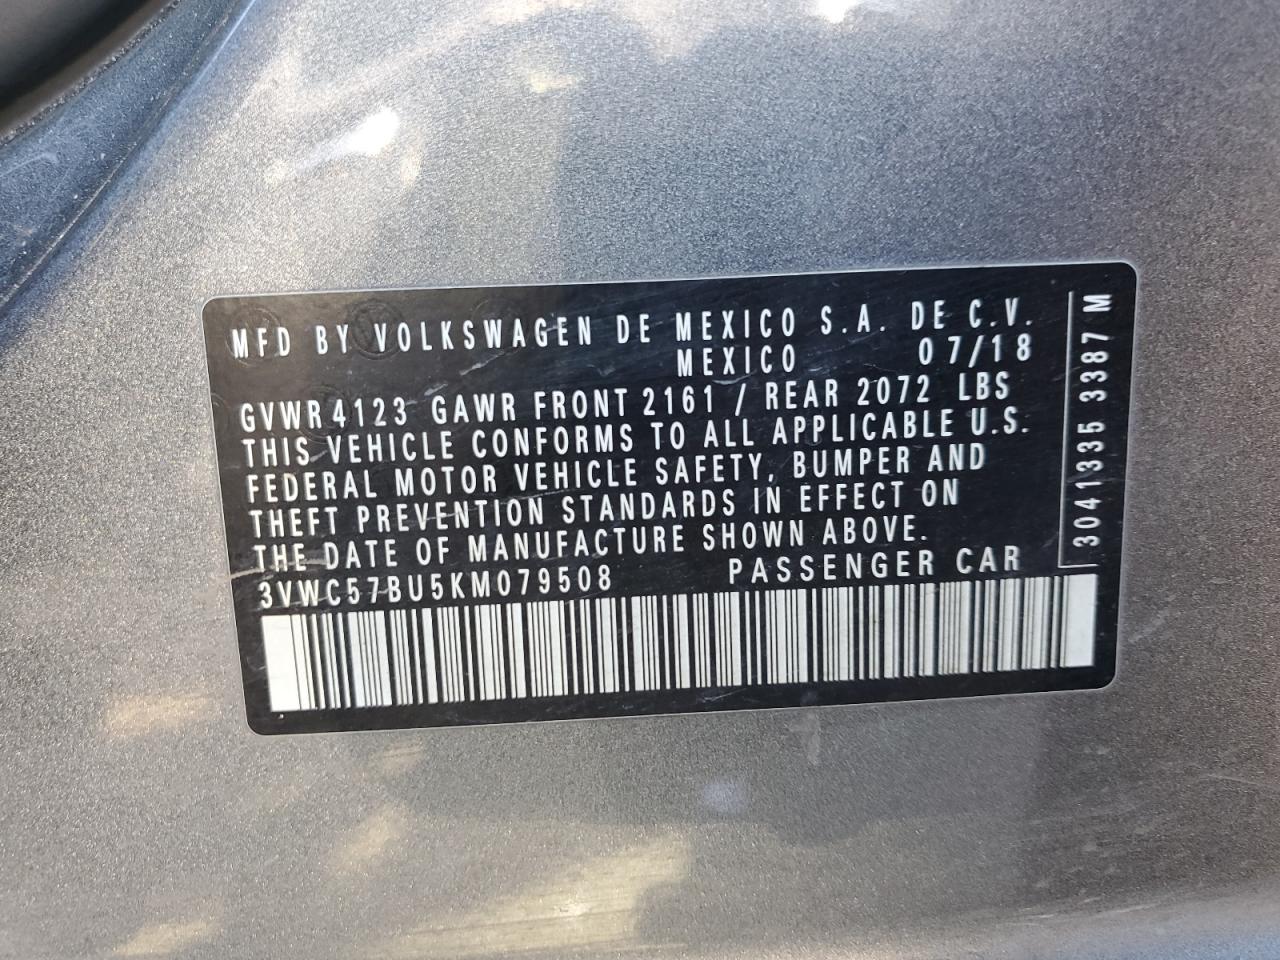 MFD BY VOLKSWAGEN DE MEXICO S.A. DE C.V.
MEXICO 07/18
GVWR 4123 GAWR FRONT 2161 / REAR 2072 LBS
THIS VEHICLE CONFORMS TO ALL APPLICABLE U.S.
FEDERAL MOTOR VEHICLE SAFETY, BUMPER AND
THEFT PREVENTION STANDARDS IN EFFECT ON
THE DATE OF MANUFACTURE SHOWN ABOVE.
3VWC57BU5KM079508 PASSENGER CAR
3041335 3387 M